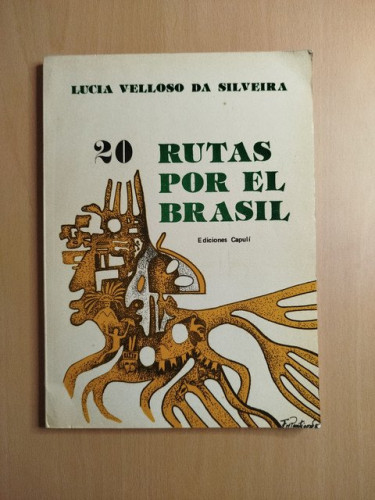 LUCIA VELLOSO DA SILVEIRA
20 RUTAS
POR EL
BRASIL
Ediciones Capulí